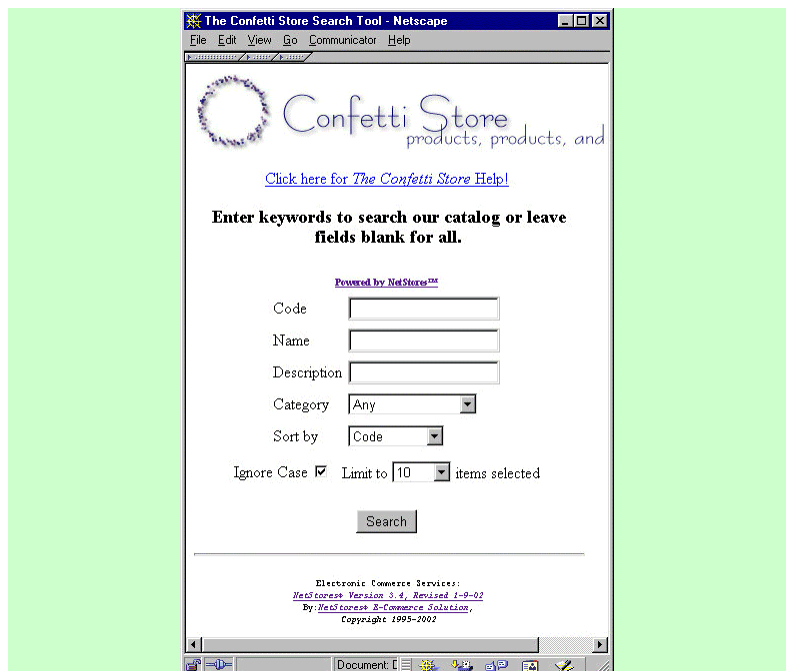 The Confetti Store Search Tool - Netscape
File Edit View Go Communicator Help
Confetti Store
products, products, and
Click here for The Confetti Store Help!
Enter keywords to search our catalog or leave
fields blank for all.
Powered by NetStores™
Code
Name
Description
Category Any
Sort by Code
Ignore Case Limit to 10 items selected
Search
Electronic Commerce Services:
NetStores® Version 3.4, Revised 1-9-02
By:NetStores® E-Commerce Solution,
Copyright 1995-2002
Document: D